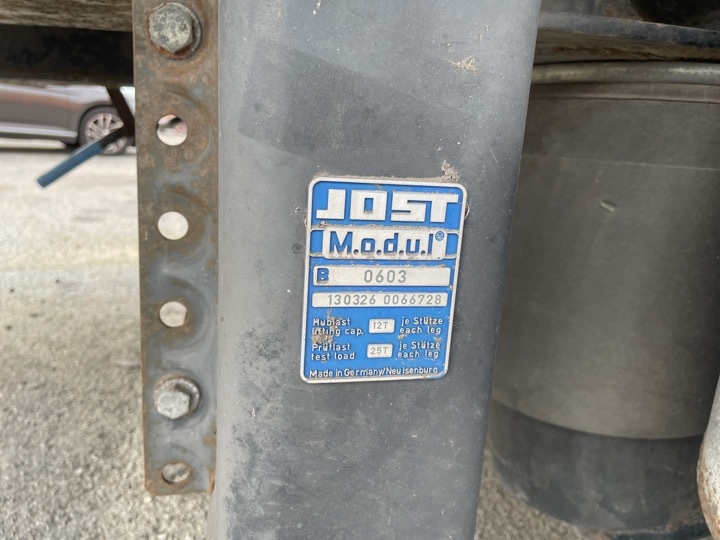 JOST
M.o.d.u.l®
B 0603
130326 0066728
Hublast 12T je Stütze
lifting cap. each leg
Prüflast 25T je Stütze
test load each leg
Made in Germany/Neu Isenburg